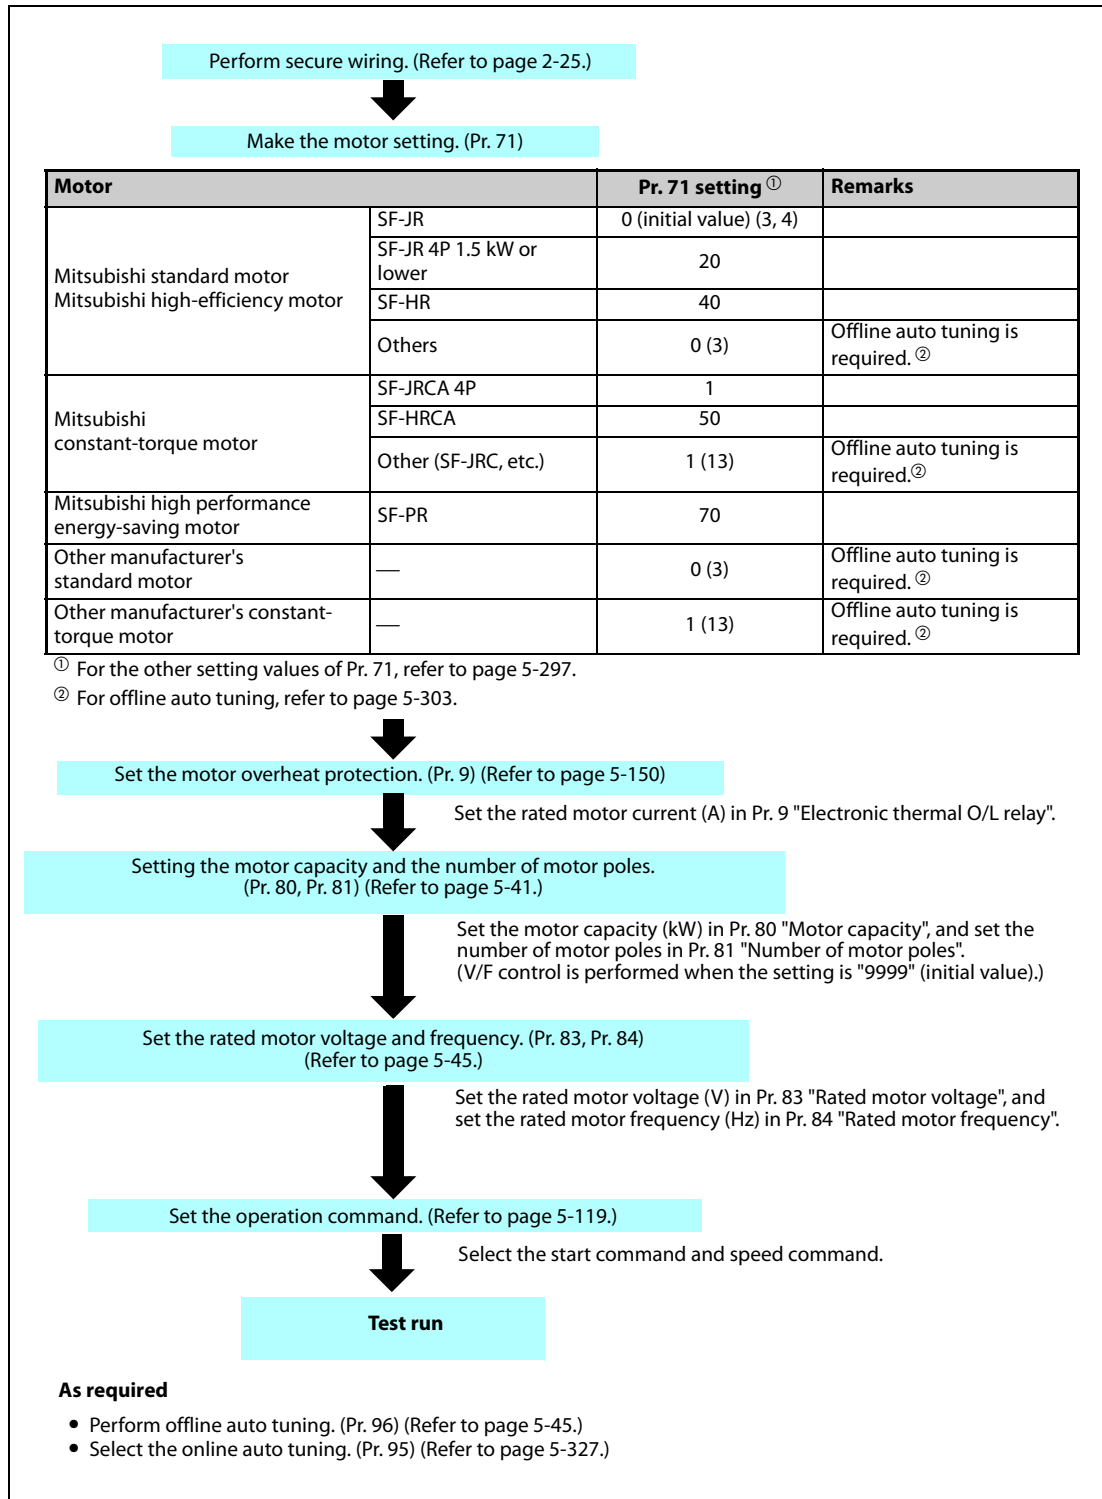 Perform secure wiring. (Refer to page 2-25.)
Make the motor setting. (Pr. 71)
Motor Pr. 71 setting ① Remarks
Mitsubishi standard motor
Mitsubishi high-efficiency motor
SF-JR 0 (initial value) (3, 4)
SF-JR 4P 1.5 kW or
lower
20
SF-HR 40
Others 0 (3) Offline auto tuning is
required. ②
Mitsubishi
constant-torque motor
SF-JRCA 4P 1
SF-HRCA 50
Other (SF-JRC, etc.) 1 (13) Offline auto tuning is
required.②
Mitsubishi high performance
energy-saving motor
SF-PR 70
Other manufacturer's
standard motor
— 0 (3) Offline auto tuning is
required. ②
Other manufacturer's constant-
torque motor
— 1 (13) Offline auto tuning is
required. ②
① For the other setting values of Pr. 71, refer to page 5-297.
② For offline auto tuning, refer to page 5-303.
Set the motor overheat protection. (Pr. 9) (Refer to page 5-150)
Set the rated motor current (A) in Pr. 9 "Electronic thermal O/L relay".
Setting the motor capacity and the number of motor poles.
(Pr. 80, Pr. 81) (Refer to page 5-41.)
Set the motor capacity (kW) in Pr. 80 "Motor capacity", and set the
number of motor poles in Pr. 81 "Number of motor poles".
(V/F control is performed when the setting is "9999" (initial value).)
Set the rated motor voltage and frequency. (Pr. 83, Pr. 84)
(Refer to page 5-45.)
Set the rated motor voltage (V) in Pr. 83 "Rated motor voltage", and
set the rated motor frequency (Hz) in Pr. 84 "Rated motor frequency".
Set the operation command. (Refer to page 5-119.)
Select the start command and speed command.
Test run
As required
• Perform offline auto tuning. (Pr. 96) (Refer to page 5-45.)
• Select the online auto tuning. (Pr. 95) (Refer to page 5-327.)